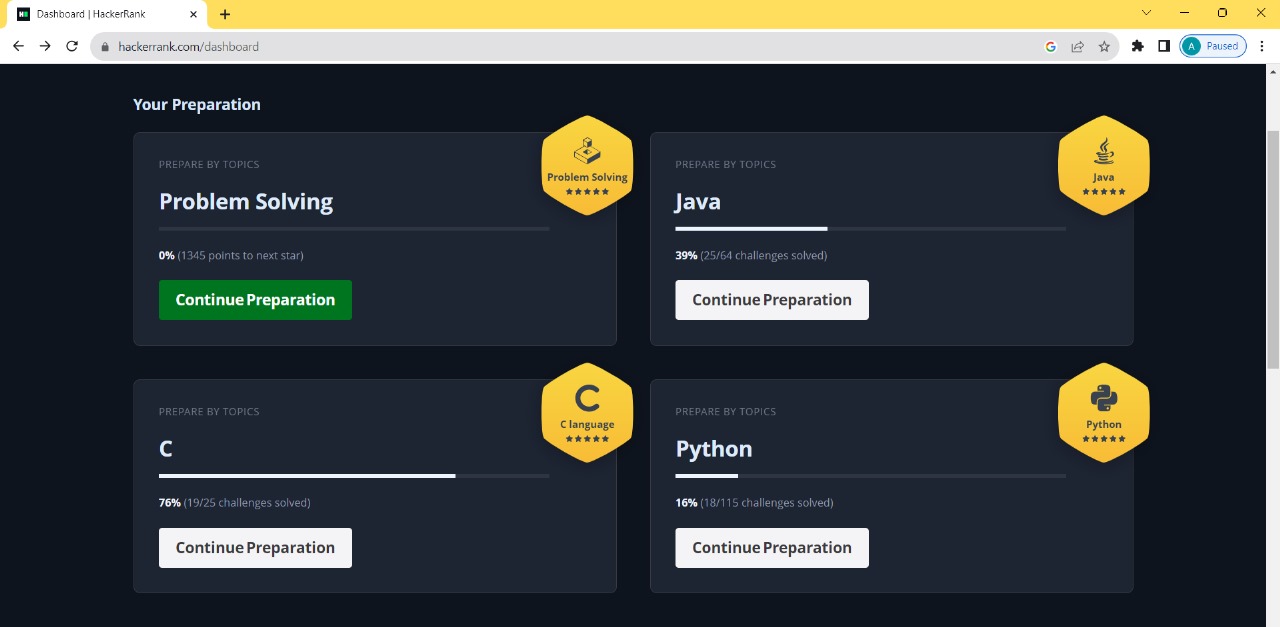 Dashboard | HackerRank
hackerrank.com/dashboard
A Paused
Your Preparation
PREPARE BY TOPICS
Problem Solving
0% (1345 points to next star)
Continue Preparation
Problem Solving
PREPARE BY TOPICS
Java
39% (25/64 challenges solved)
Continue Preparation
Java
PREPARE BY TOPICS
C
76% (19/25 challenges solved)
Continue Preparation
C
C language
PREPARE BY TOPICS
Python
16% (18/115 challenges solved)
Continue Preparation
Python